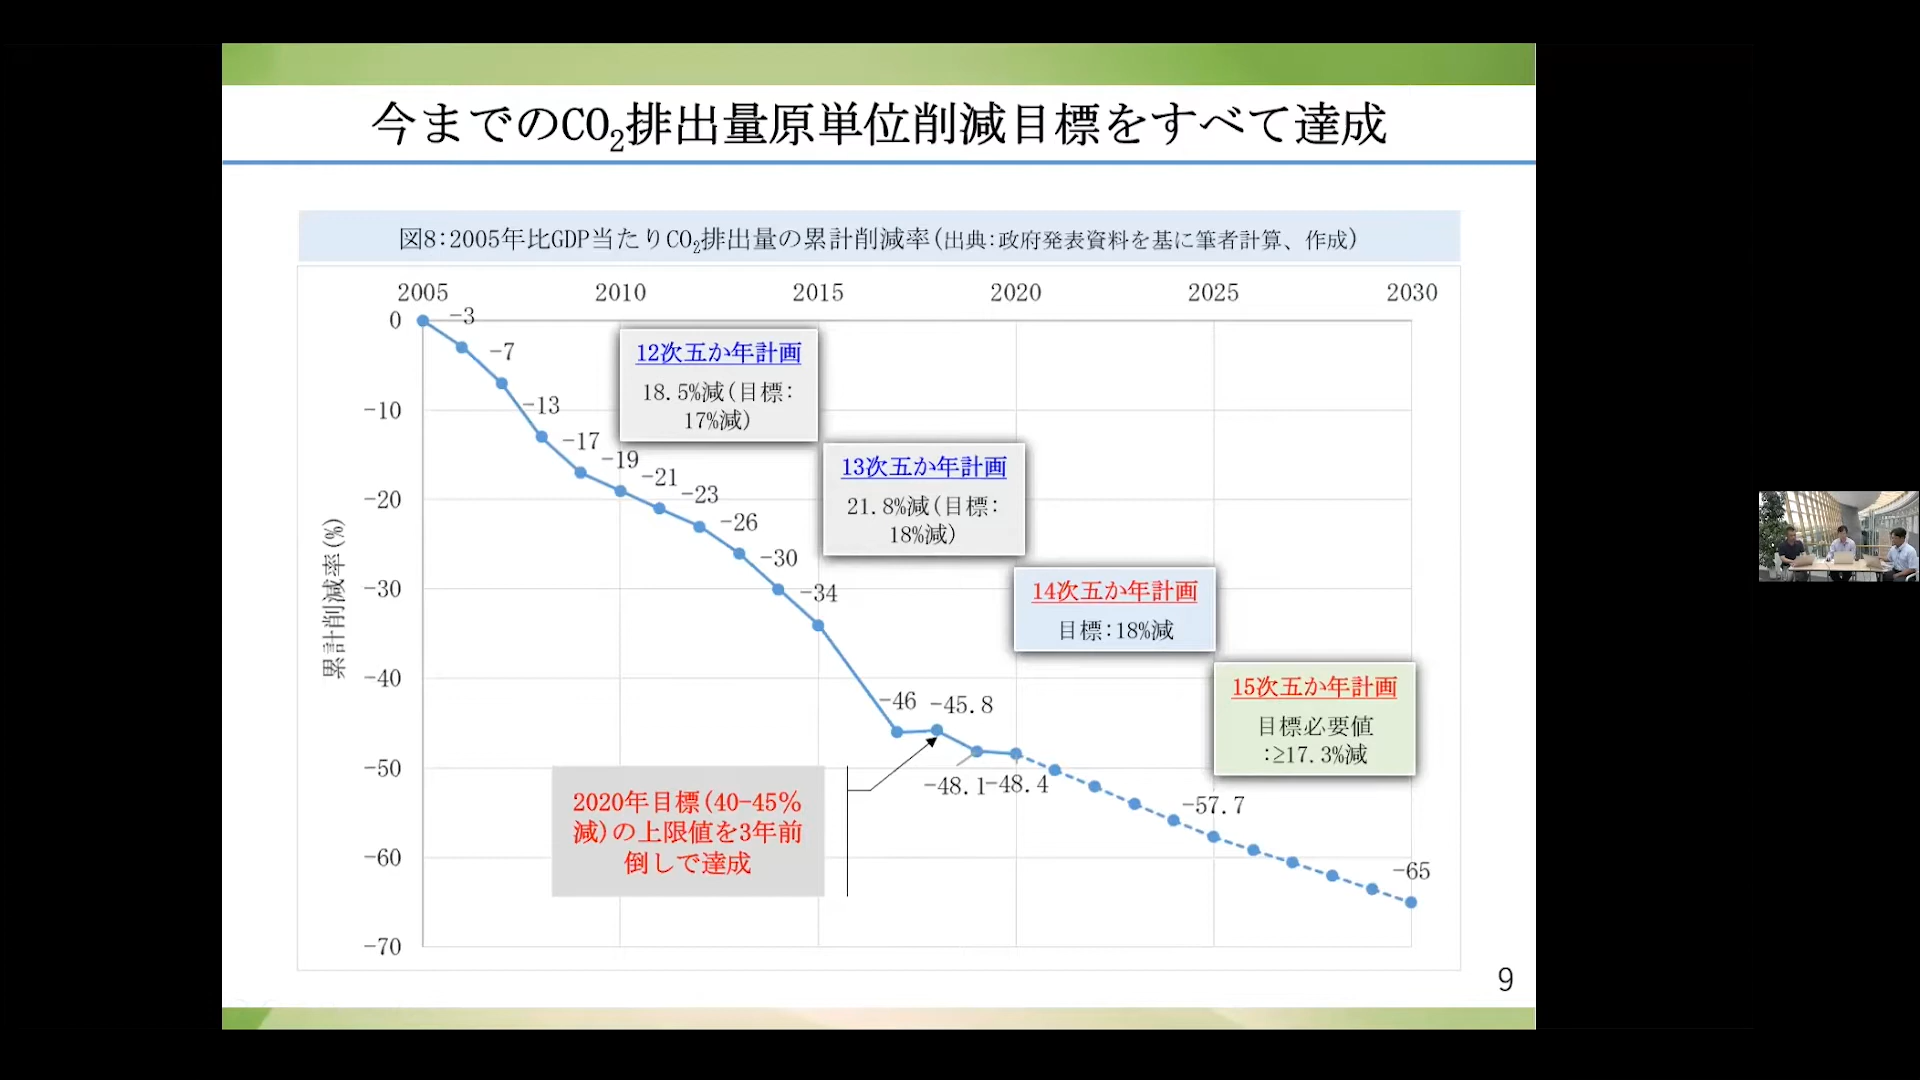 今までのCO₂排出量原単位削減目標をすべて達成
図8:2005年比GDP当たりCO₂排出量の累計削減率(出典:政府発表資料を基に筆者計算、作成)
2005 2010 2015 2020 2025 2030
0
-10
-20
-30
-40
-50
-60
-70
累計削減率(%)
-3
-7
-13
-17
-19
-21
-23
-26
-30
-34
-46
-45.8
-48.1
-48.4
-57.7
-65
12次五か年計画
18.5%減(目標:
17%減)
13次五か年計画
21.8%減(目標:
18%減)
14次五か年計画
目標:18%減
15次五か年計画
目標必要値
:≥17.3%減
2020年目標(40-45%
減)の上限値を3年前
倒しで達成
9